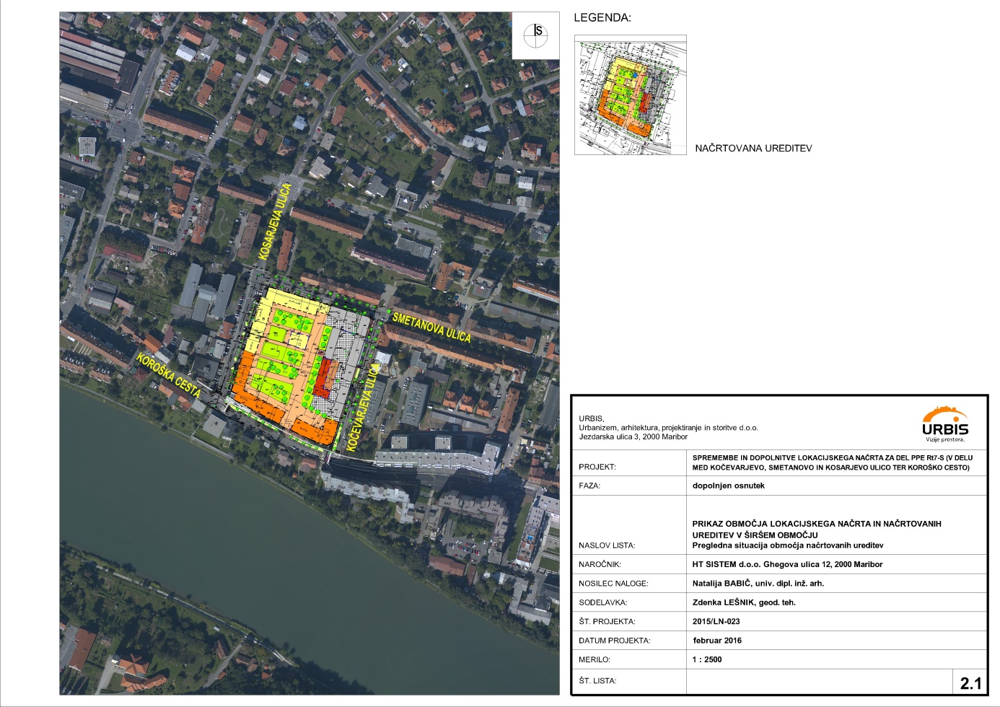 S
LEGENDA:
NAČRTOVANA UREDITEV
KOSARJEVA ULICA
SMETANOVA ULICA
KOROŠKA CESTA
KOČEVARJEVA ULICA
URBIS,
Urbanizem, arhitektura, projektiranje in storitve d.o.o.
Jezdarska ulica 3, 2000 Maribor
URBIS
Vizije prostora.
PROJEKT:
SPREMEMBE IN DOPOLNITVE LOKACIJSKEGA NAČRTA ZA DEL PPE Rt7-S (V DELU
MED KOČEVARJEVO, SMETANOVO IN KOSARJEVO ULICO TER KOROŠKO CESTO)
FAZA:
dopolnjen osnutek
NASLOV LISTA:
PRIKAZ OBMOČJA LOKACIJSKEGA NAČRTA IN NAČRTOVANIH
UREDITEV V ŠIRŠEM OBMOČJU
Pregledna situacija območja načrtovanih ureditev
NAROČNIK:
HT SISTEM d.o.o. Ghegova ulica 12, 2000 Maribor
NOSILEC NALOGE:
Natalija BABIČ, univ. dipl. inž. arh.
SODELAVKA:
Zdenka LEŠNIK, geod. teh.
ŠT. PROJEKTA:
2015/LN-023
DATUM PROJEKTA:
februar 2016
MERILO:
1 : 2500
ŠT. LISTA:
2.1